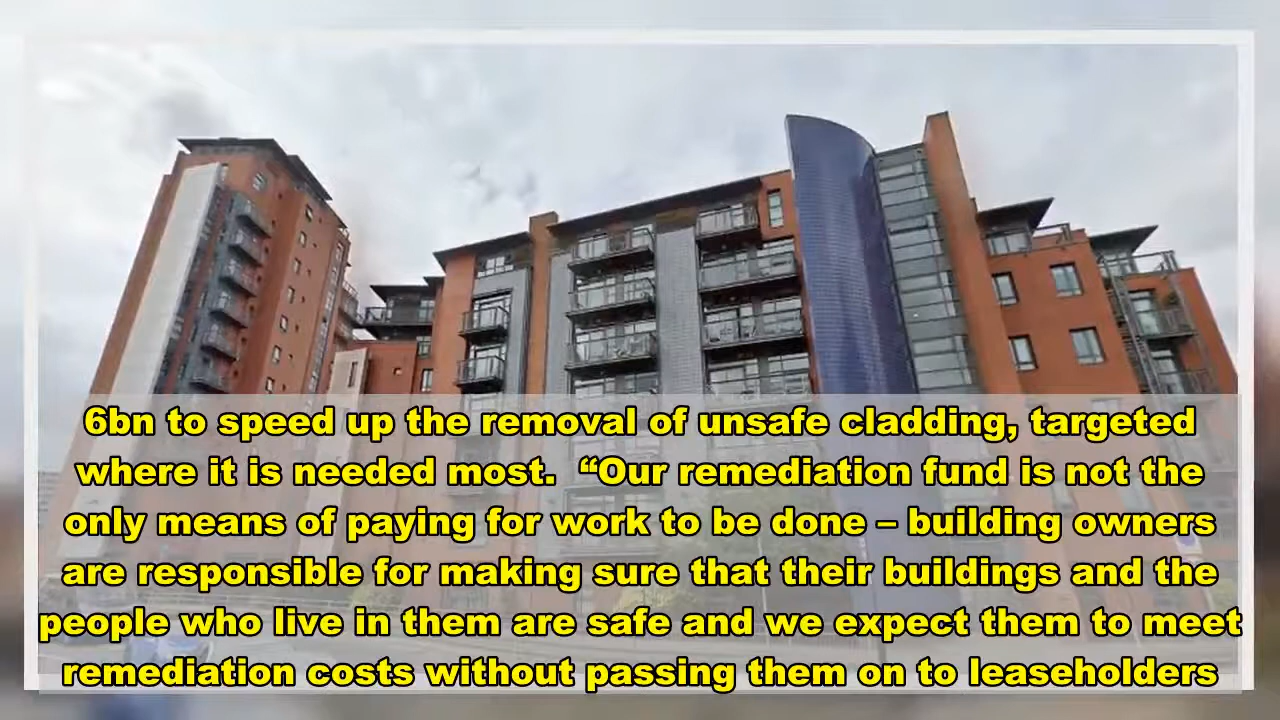 6bn to speed up the removal of unsafe cladding, targeted
where it is needed most.  “Our remediation fund is not the
only means of paying for work to be done – building owners
are responsible for making sure that their buildings and the
people who live in them are safe and we expect them to meet
remediation costs without passing them on to leaseholders